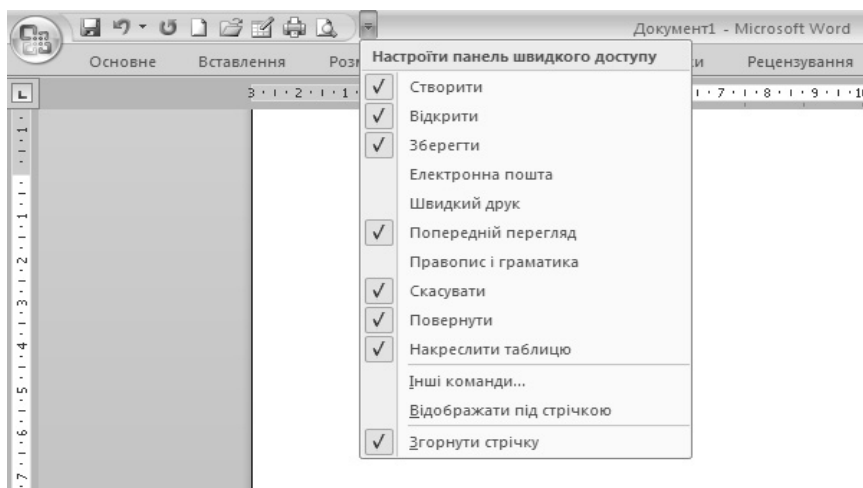 Документ1 - Microsoft Word
Основне Вставлення Рецензування
Настроїти панель швидкого доступу
Створити
Відкрити
Зберегти
Електронна пошта
Швидкий друк
Попередній перегляд
Правопис і граматика
Скасувати
Повернути
Накреслити таблицю
Інші команди...
Відображати під стрічкою
Згорнути стрічку